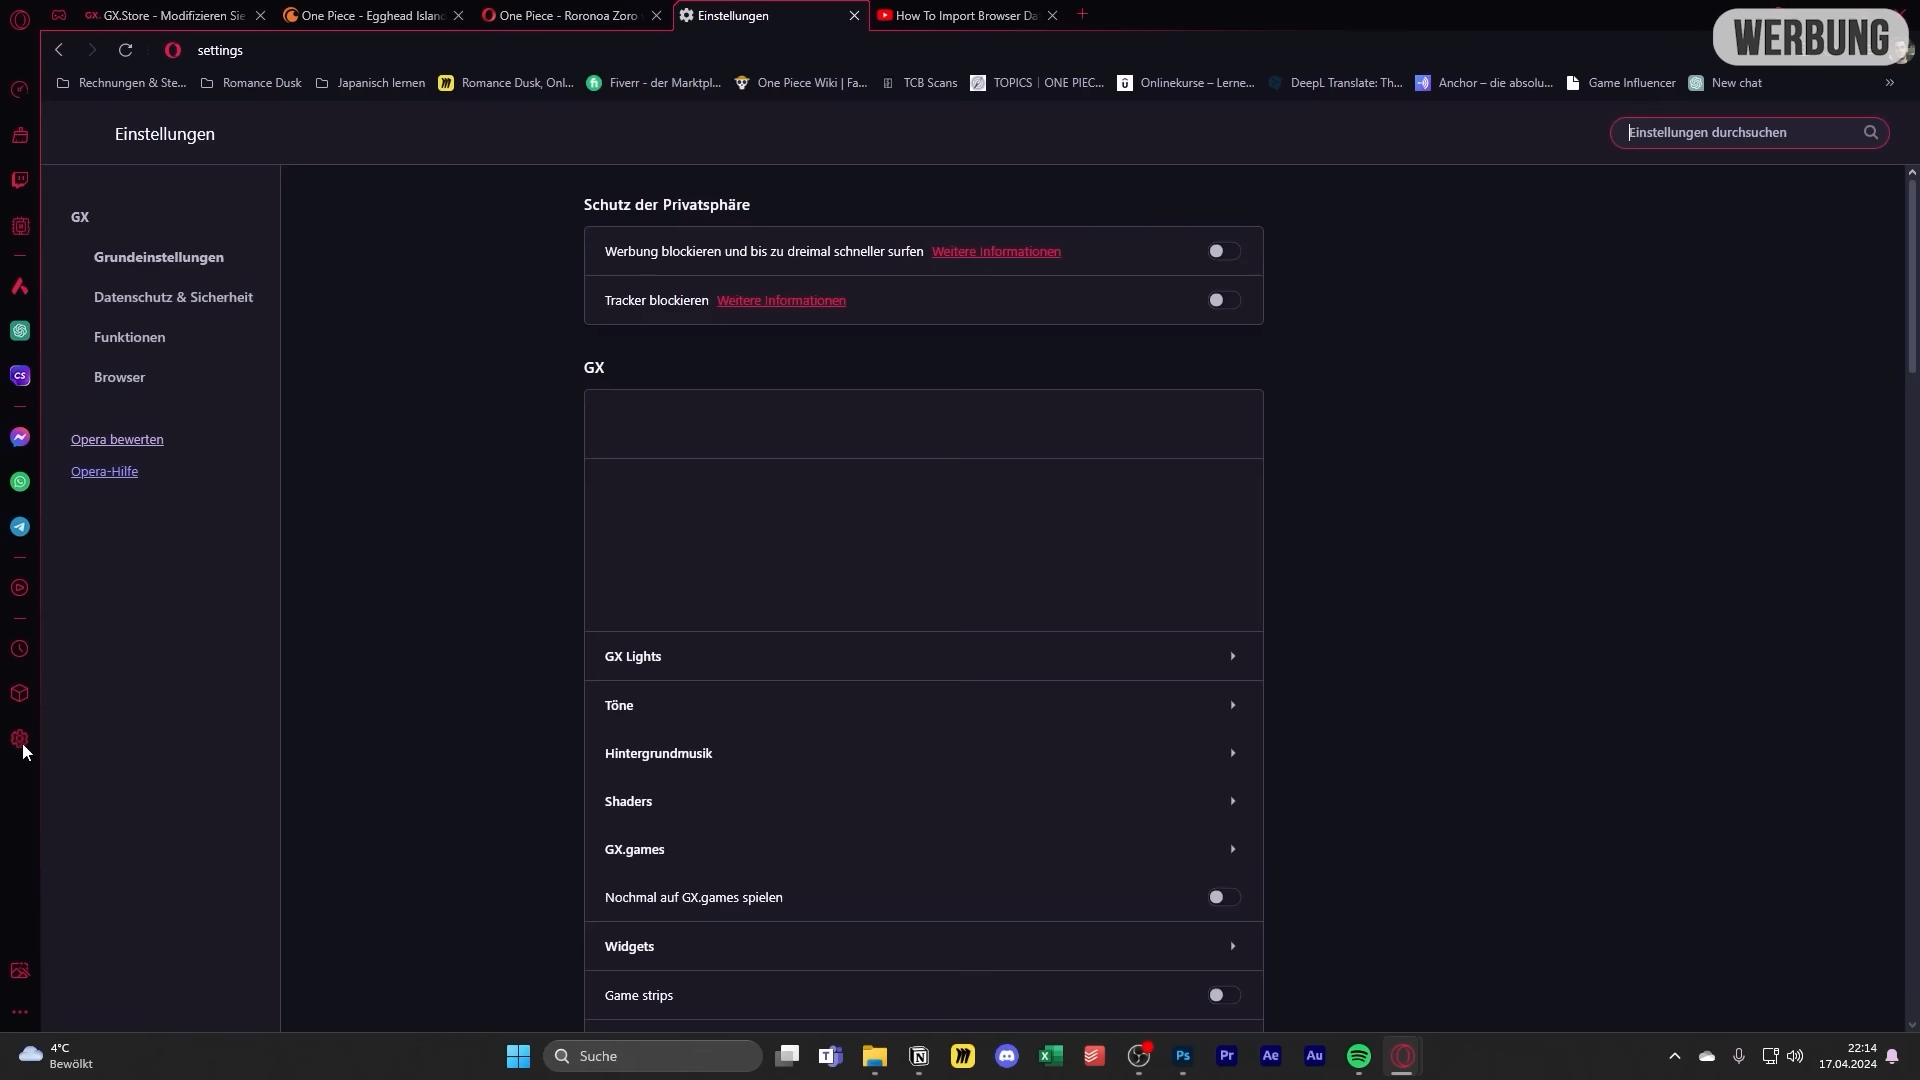 GX.Store - Modifizieren Sie
One Piece - Egghead Islan
One Piece - Roronoa Zoro
Einstellungen
How To Import Browser Da
settings
WERBUNG
Rechnungen & Ste...
Romance Dusk
Japanisch lernen
Romance Dusk, Onl...
Fiverr - der Marktpl...
One Piece Wiki | Fa...
TCB Scans
TOPICS | ONE PIEC...
Onlinekurse – Lerne...
DeepL Translate: Th...
Anchor – die absolu...
Game Influencer
New chat
Einstellungen
Einstellungen durchsuchen
GX
Grundeinstellungen
Datenschutz & Sicherheit
Funktionen
Browser
Opera bewerten
Opera-Hilfe
Schutz der Privatsphäre
Werbung blockieren und bis zu dreimal schneller surfen Weitere Informationen
Tracker blockieren Weitere Informationen
GX
GX Lights
Töne
Hintergrundmusik
Shaders
GX.games
Nochmal auf GX.games spielen
Widgets
Game strips
4°C
Bewölkt
Suche
22:14
17.04.2024